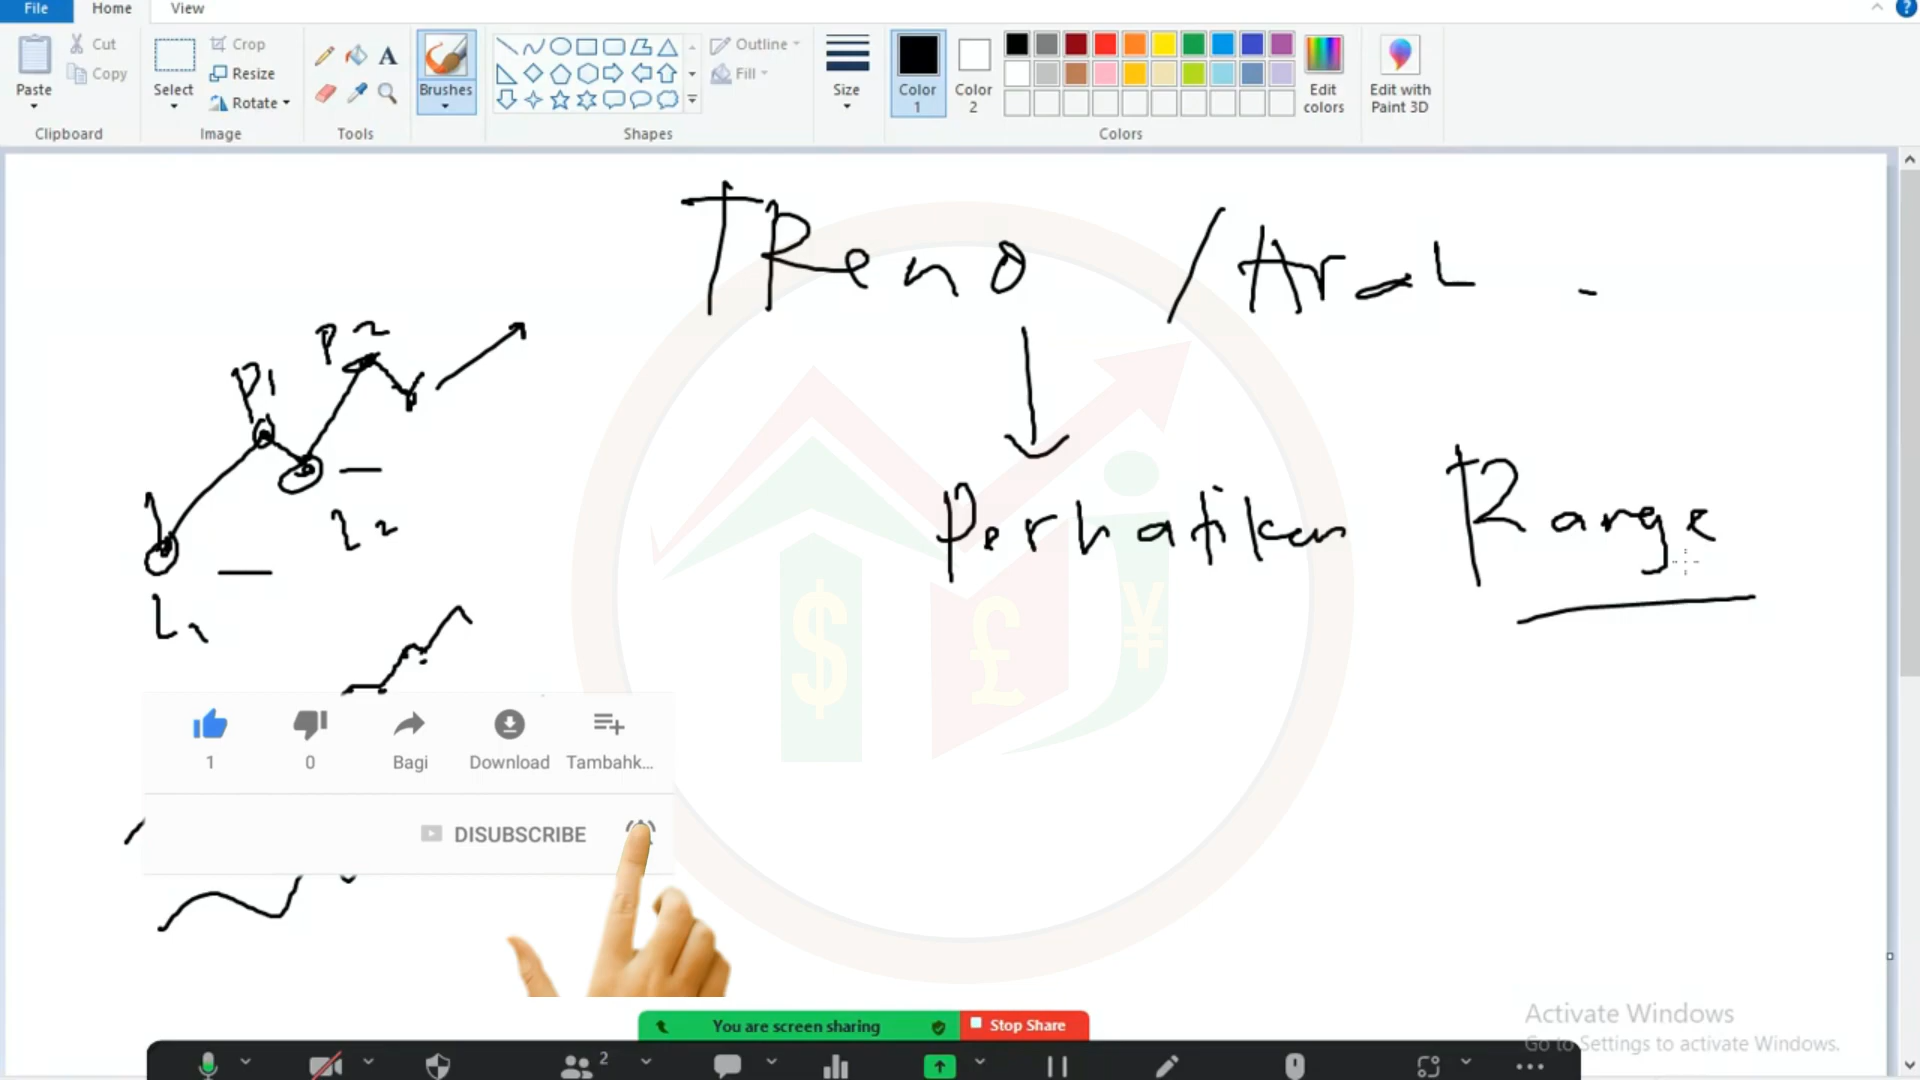 File Home View
Paste
Cut
Copy
Clipboard
Select
Crop
Resize
Rotate
Image
Tools
Brushes
Outline
Fill
Shapes
Size
Color 1
Color 2
Edit colors
Colors
Edit with Paint 3D
TRend / Arah -
Perhatikan Range
P1
P2
L2
L1
$ £ ¥
1 0 Bagi Download Tambahk...
DISUBSCRIBE
Activate Windows
Go to Settings to activate Windows.
You are screen sharing Stop Share
2